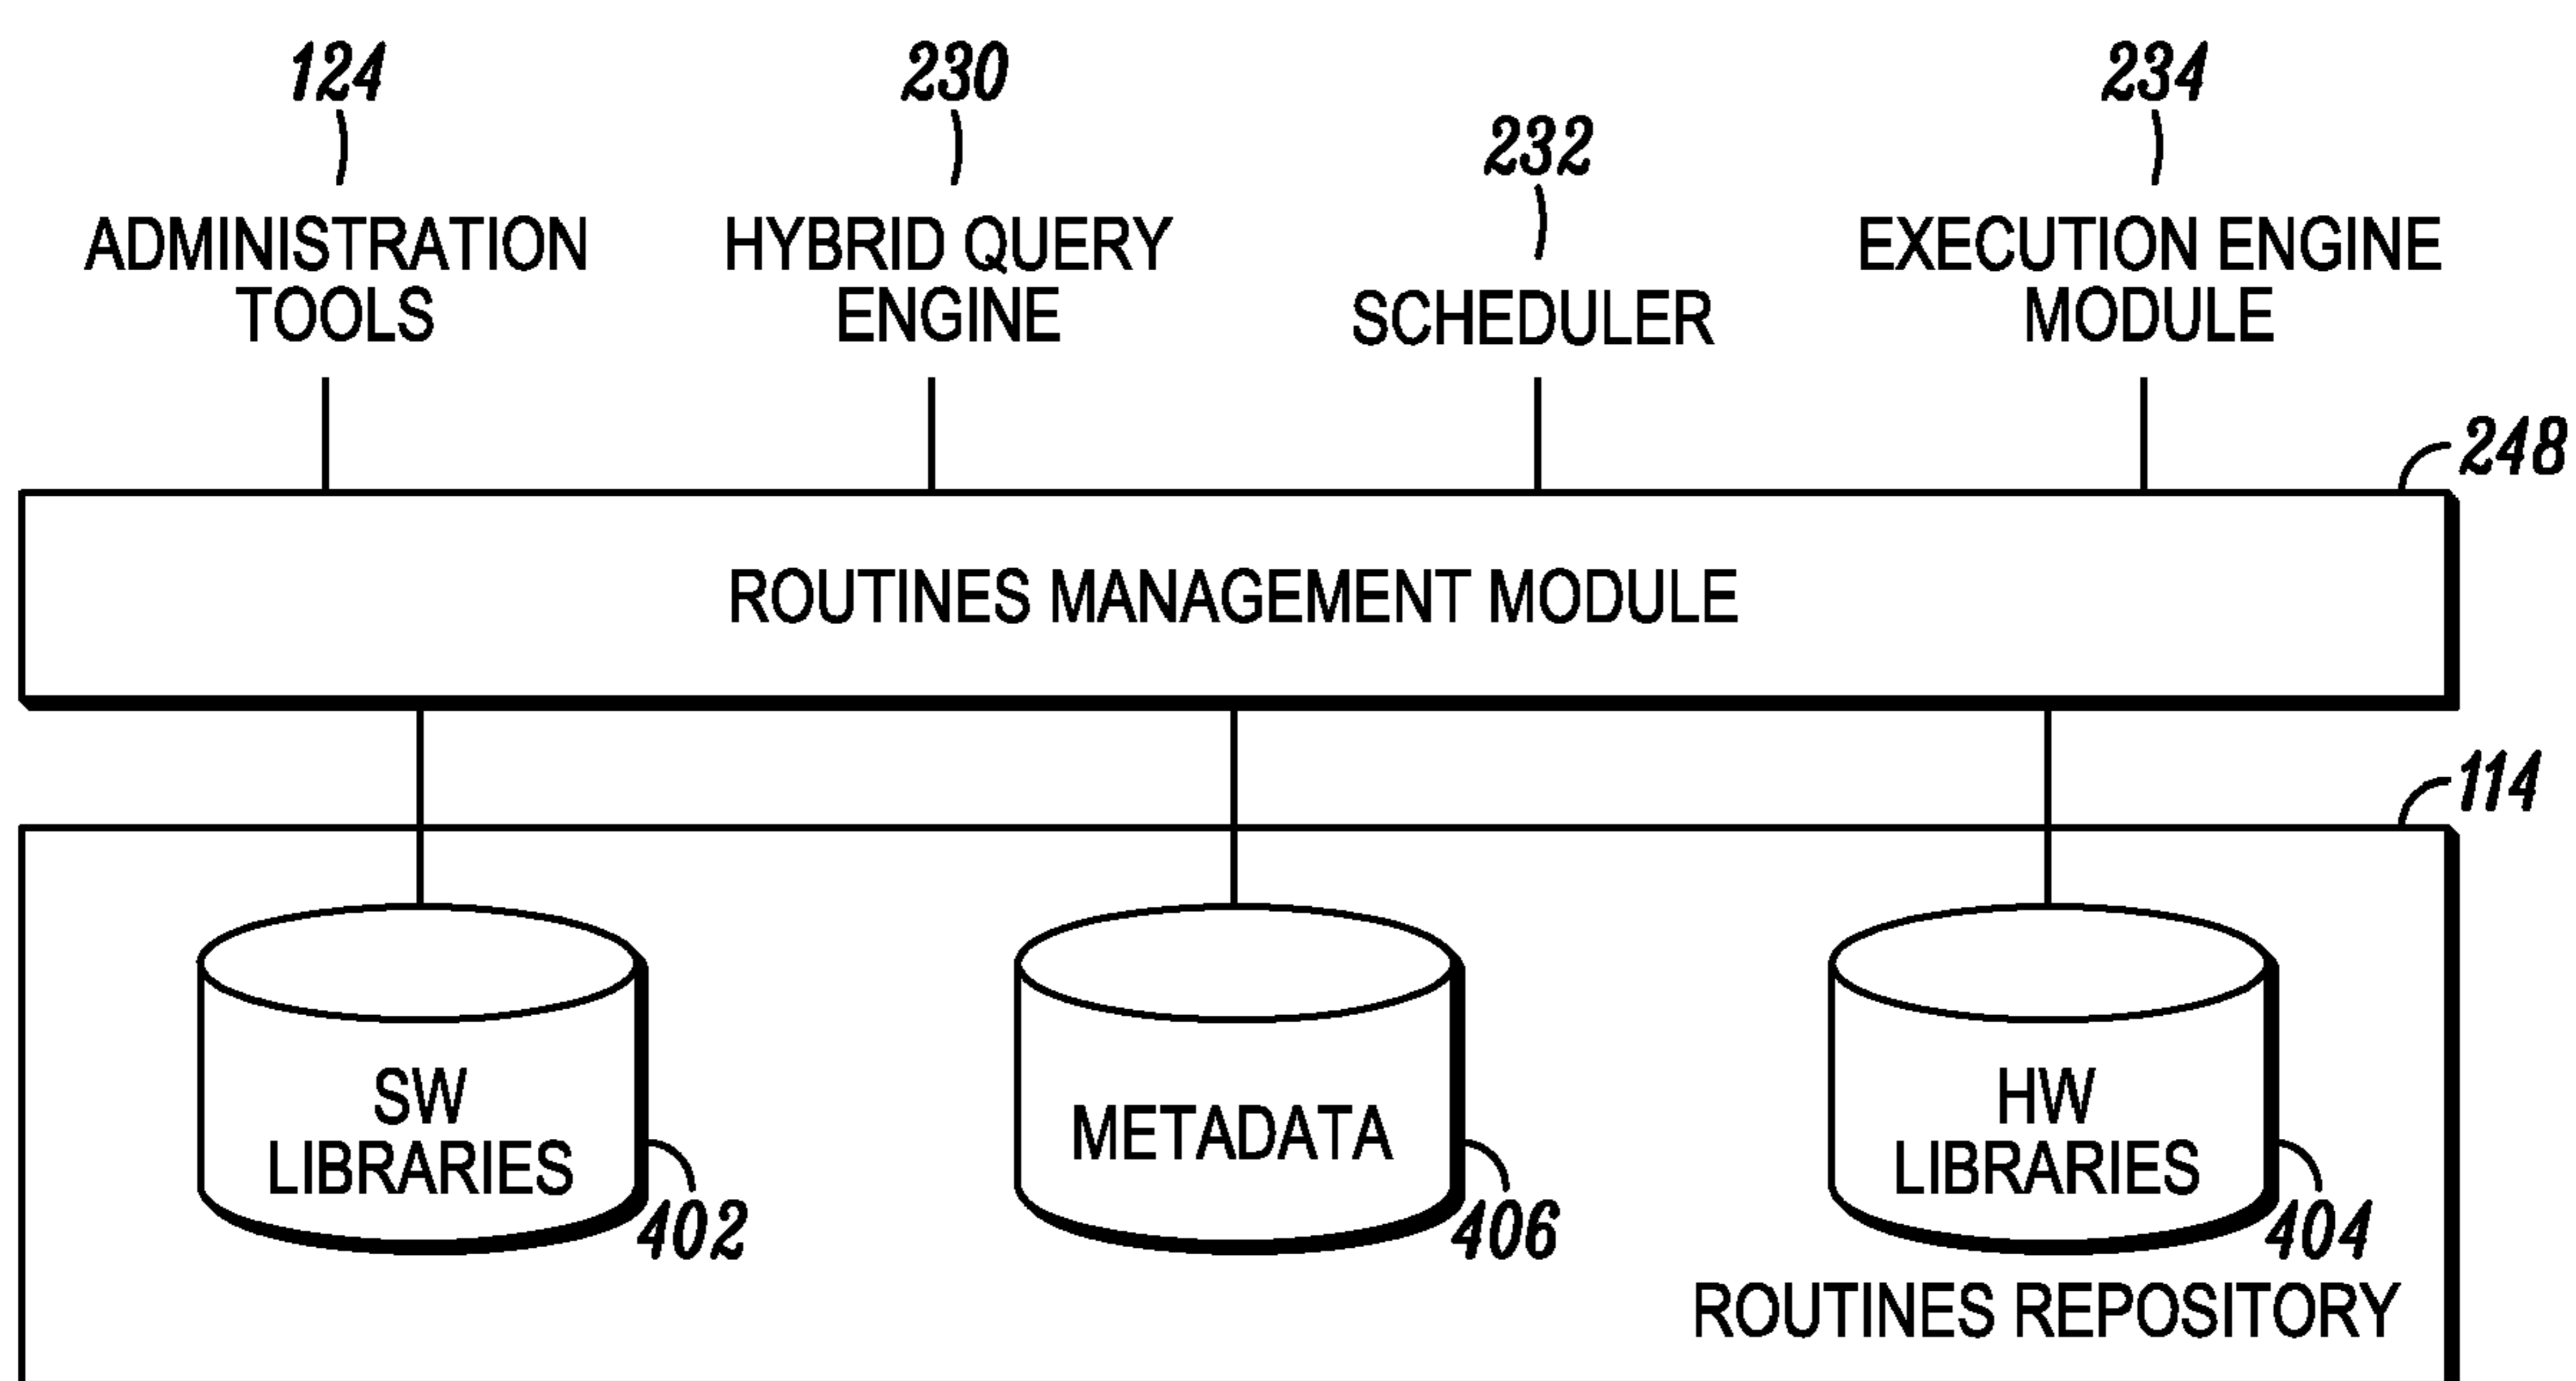 124
230
232
234
ADMINISTRATION
TOOLS
HYBRID QUERY
ENGINE
SCHEDULER
EXECUTION ENGINE
MODULE
248
ROUTINES MANAGEMENT MODULE
114
SW
LIBRARIES
402
METADATA
406
HW
LIBRARIES
404
ROUTINES REPOSITORY